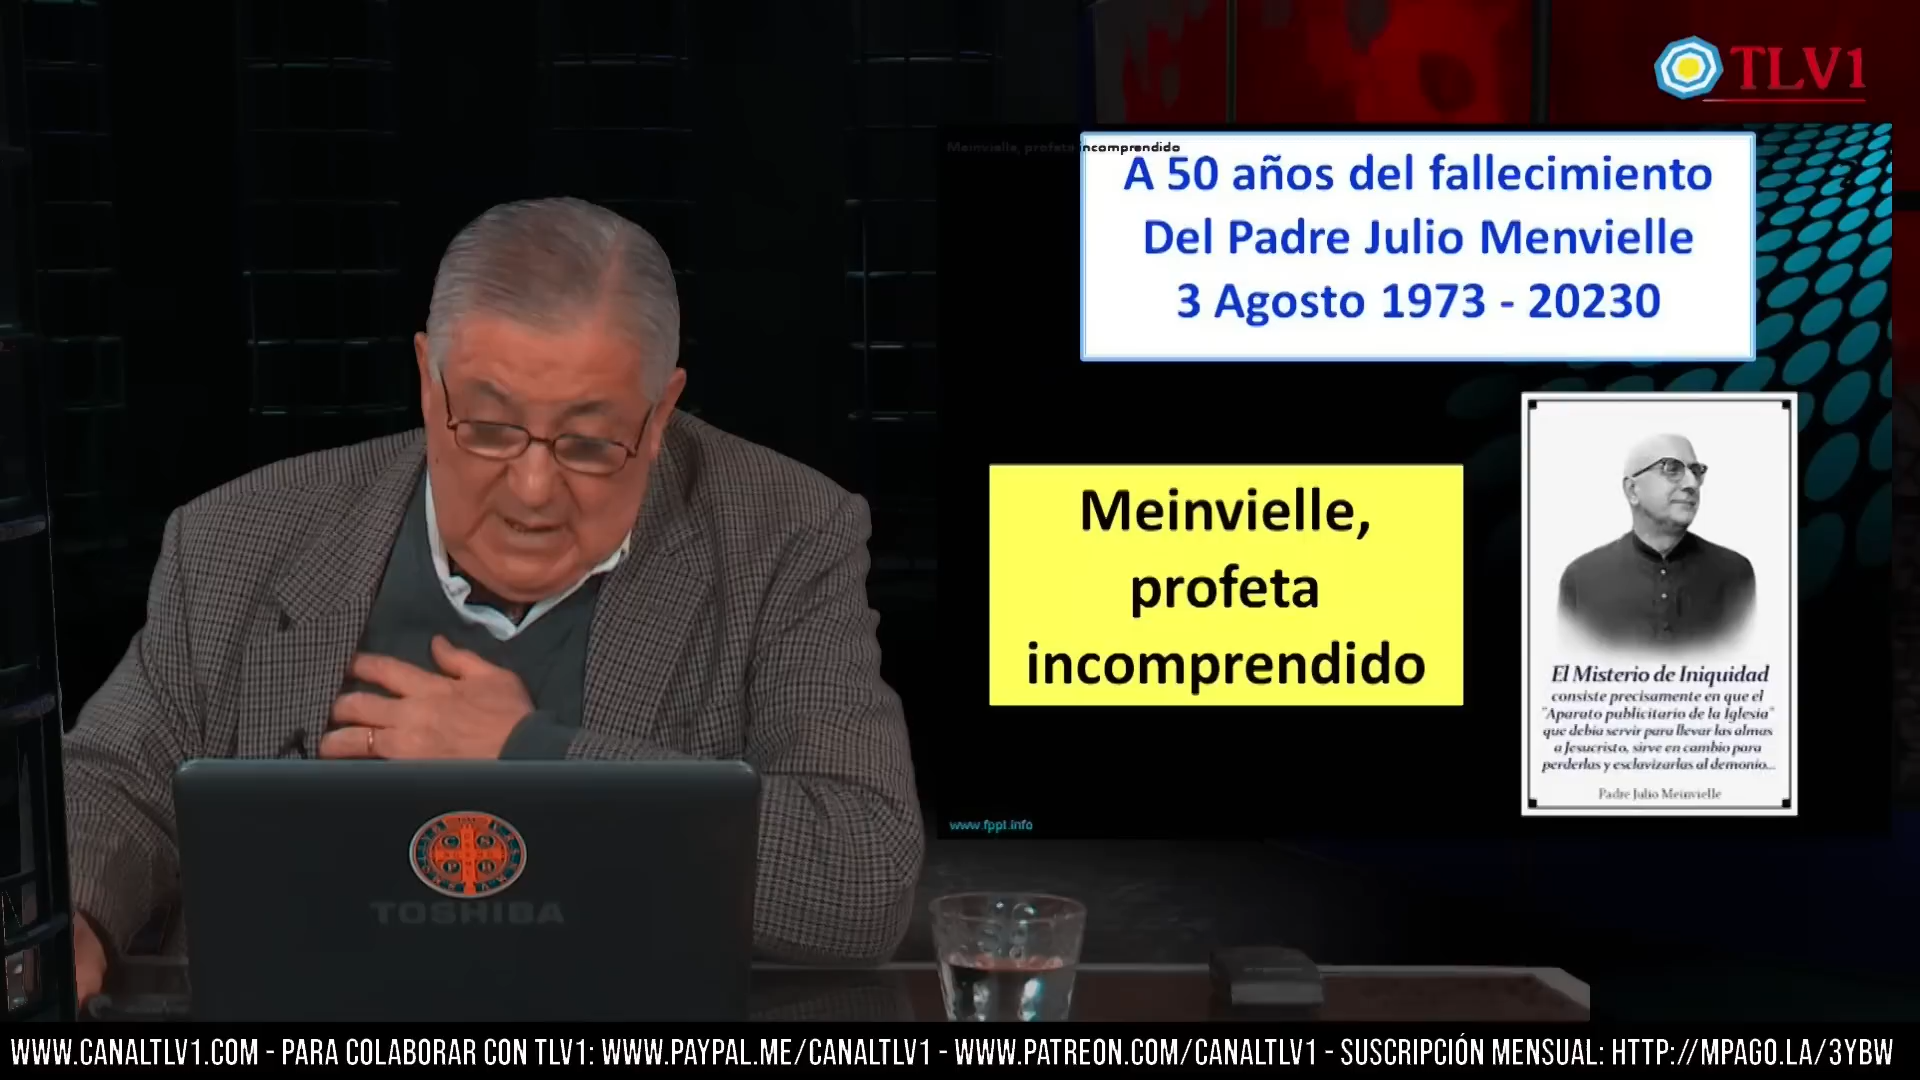 TLV1
Meinvielle, profeta incomprendido
A 50 años del fallecimiento
Del Padre Julio Menvielle
3 Agosto 1973 - 20230
Meinvielle,
profeta
incomprendido
El Misterio de Iniquidad
consiste precisamente en que el
"Aparato publicitario de la Iglesia"
que debía servir para llevar las almas
a Jesucristo, sirve en cambio para
perderlas y esclavizarlas al demonio...
Padre Julio Meinvielle
www.fppt.info
TOSHIBA
WWW.CANALTLV1.COM - PARA COLABORAR CON TLV1: WWW.PAYPAL.ME/CANALTLV1 - WWW.PATREON.COM/CANALTLV1 - SUSCRIPCIÓN MENSUAL: HTTP://MPAGO.LA/3YBW